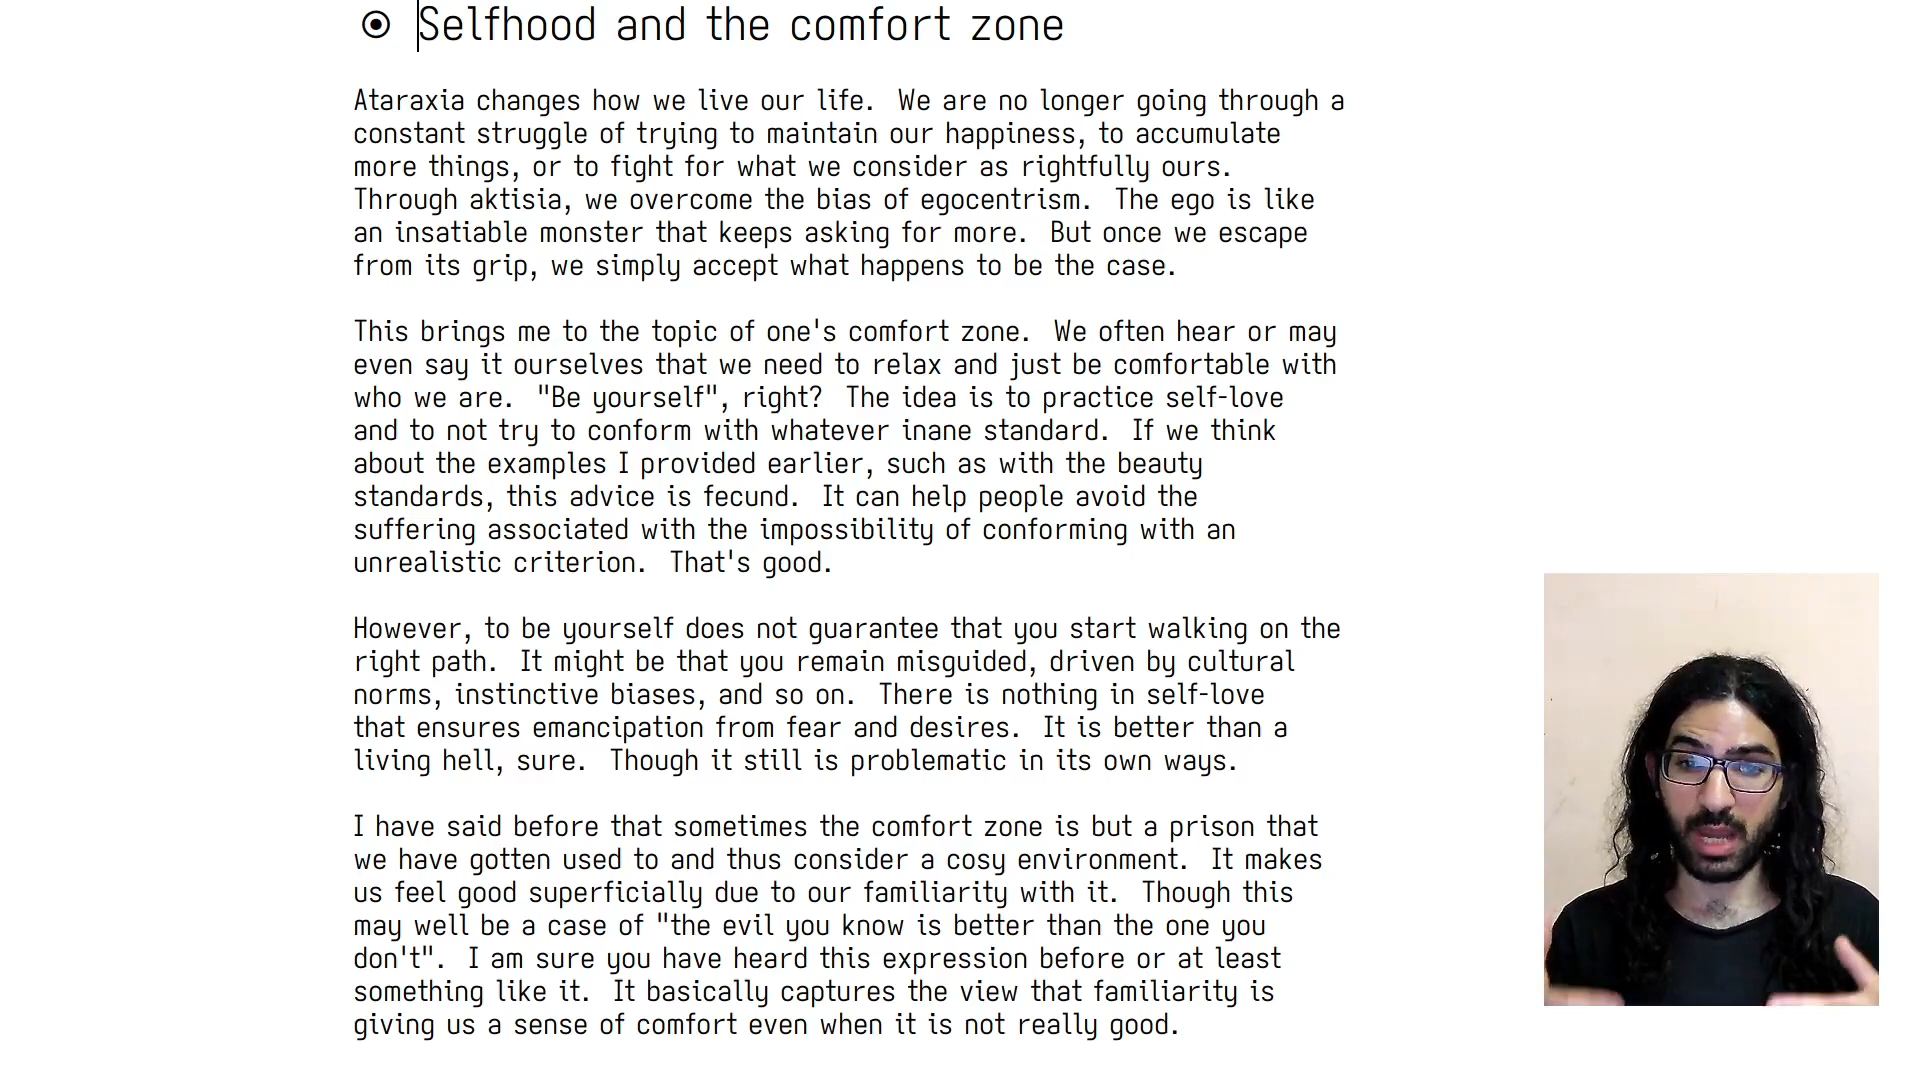 Selfhood and the comfort zone
Ataraxia changes how we live our life.  We are no longer going through a
constant struggle of trying to maintain our happiness, to accumulate
more things, or to fight for what we consider as rightfully ours.
Through aktisia, we overcome the bias of egocentrism.  The ego is like
an insatiable monster that keeps asking for more.  But once we escape
from its grip, we simply accept what happens to be the case.
This brings me to the topic of one's comfort zone.  We often hear or may
even say it ourselves that we need to relax and just be comfortable with
who we are.  "Be yourself", right?  The idea is to practice self-love
and to not try to conform with whatever inane standard.  If we think
about the examples I provided earlier, such as with the beauty
standards, this advice is fecund.  It can help people avoid the
suffering associated with the impossibility of conforming with an
unrealistic criterion.  That's good.
However, to be yourself does not guarantee that you start walking on the
right path.  It might be that you remain misguided, driven by cultural
norms, instinctive biases, and so on.  There is nothing in self-love
that ensures emancipation from fear and desires.  It is better than a
living hell, sure.  Though it still is problematic in its own ways.
I have said before that sometimes the comfort zone is but a prison that
we have gotten used to and thus consider a cosy environment.  It makes
us feel good superficially due to our familiarity with it.  Though this
may well be a case of "the evil you know is better than the one you
don't".  I am sure you have heard this expression before or at least
something like it.  It basically captures the view that familiarity is
giving us a sense of comfort even when it is not really good.